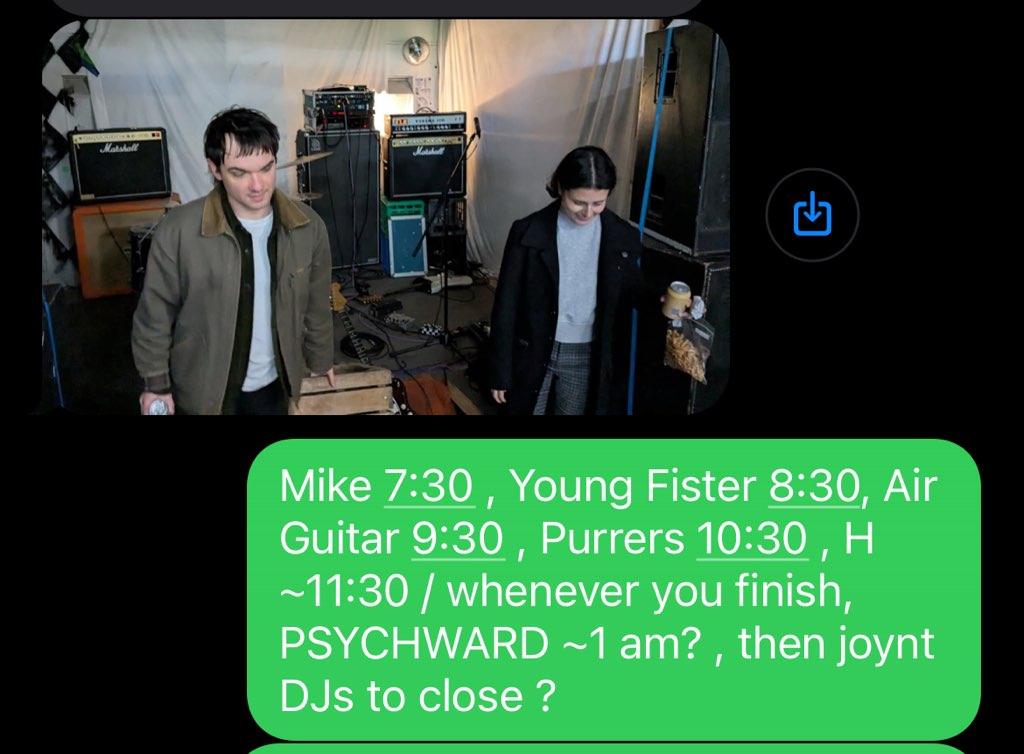 Marshall
Marshall
Mike 7:30 , Young Fister 8:30, Air
Guitar 9:30 , Purrers 10:30 , H
~11:30 / whenever you finish,
PSYCHWARD ~1 am? , then joynt
DJs to close ?